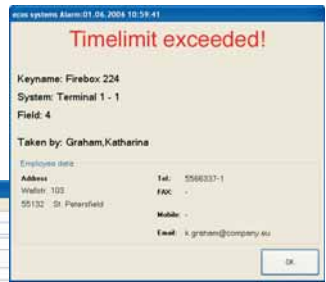 ecos systems Alarm:01.06.2006 10:59:41
Timelimit exceeded!
Keyname: Firebox 224
System: Terminal 1 - 1
Field: 4
Taken by: Graham,Katharina
Employee data
Address Tel: 5566337-1
Wallstr. 103 FAX: -
55132 St. Petersfield
Mobile: -
Email: k.graham@company.eu
OK